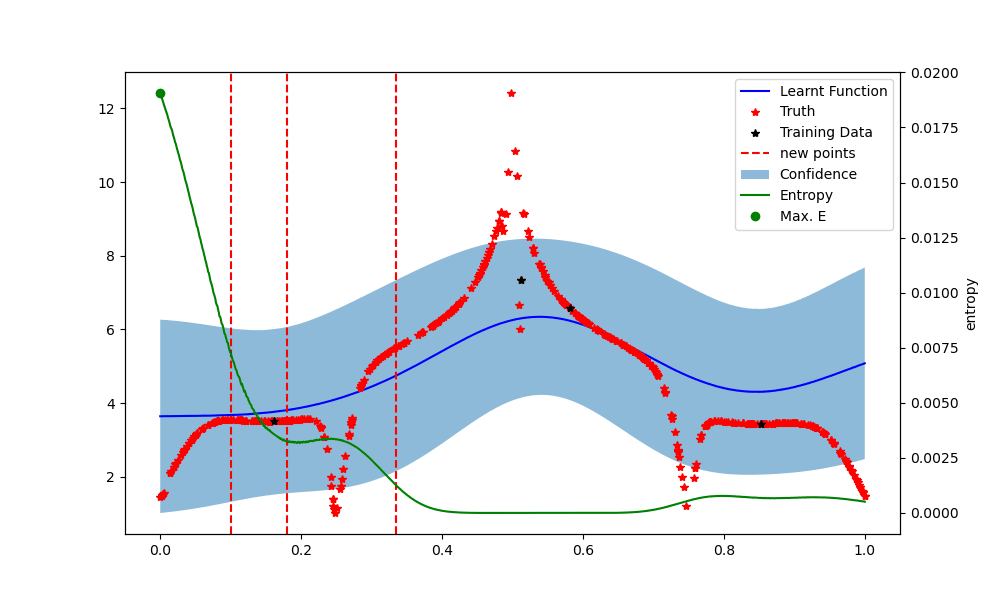 12
10
8
6
4
2
0.0
0.2
0.4
0.6
0.8
1.0
0.0200
0.0175
0.0150
0.0125
0.0100
0.0075
0.0050
0.0025
0.0000
entropy
Learnt Function
Truth
Training Data
new points
Confidence
Entropy
Max. E